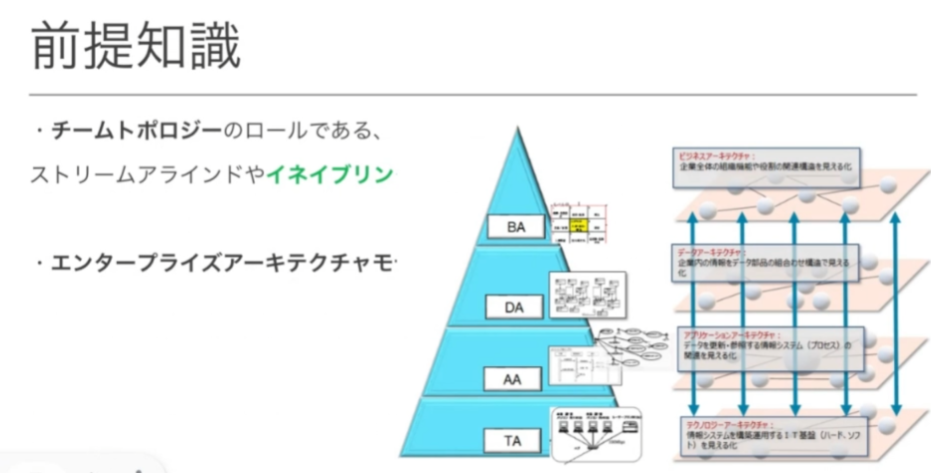 前提知識
・チームトポロジーのロールである、
ストリームアラインドやイネイブリン
・エンタープライズアーキテクチャモ
BA
DA
AA
TA
ビジネスアーキテクチャ：
企業全体の組織機能や役割の関連構造を見える化
データアーキテクチャ：
企業内の情報をデータ部品の組合わせ構造で見える
化
アプリケーションアーキテクチャ：
データを更新・参照する情報システム（プロセス）の
関連を見える化
テクノロジーアーキテクチャ：
情報システムを構築運用するＩＴ基盤（ハード、ソフ
ト）を見える化